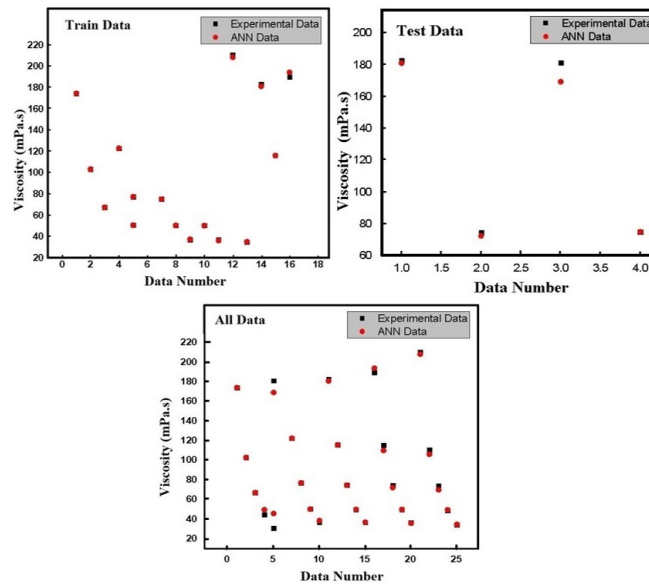 Train Data
Experimental Data
ANN Data
220
200
180
160
140
120
100
80
60
40
20
0 2 4 6 8 10 12 14 16 18
Viscosity (mPa.s)
Data Number
Test Data
Experimental Data
ANN Data
200
180
160
140
120
100
80
60
1.0 1.5 2.0 2.5 3.0 3.5 4.0
Viscosity (mPa.s)
Data Number
All Data
Experimental Data
ANN Data
220
200
180
160
140
120
100
80
60
40
20
0 5 10 15 20 25
Viscosity (mPa.s)
Data Number